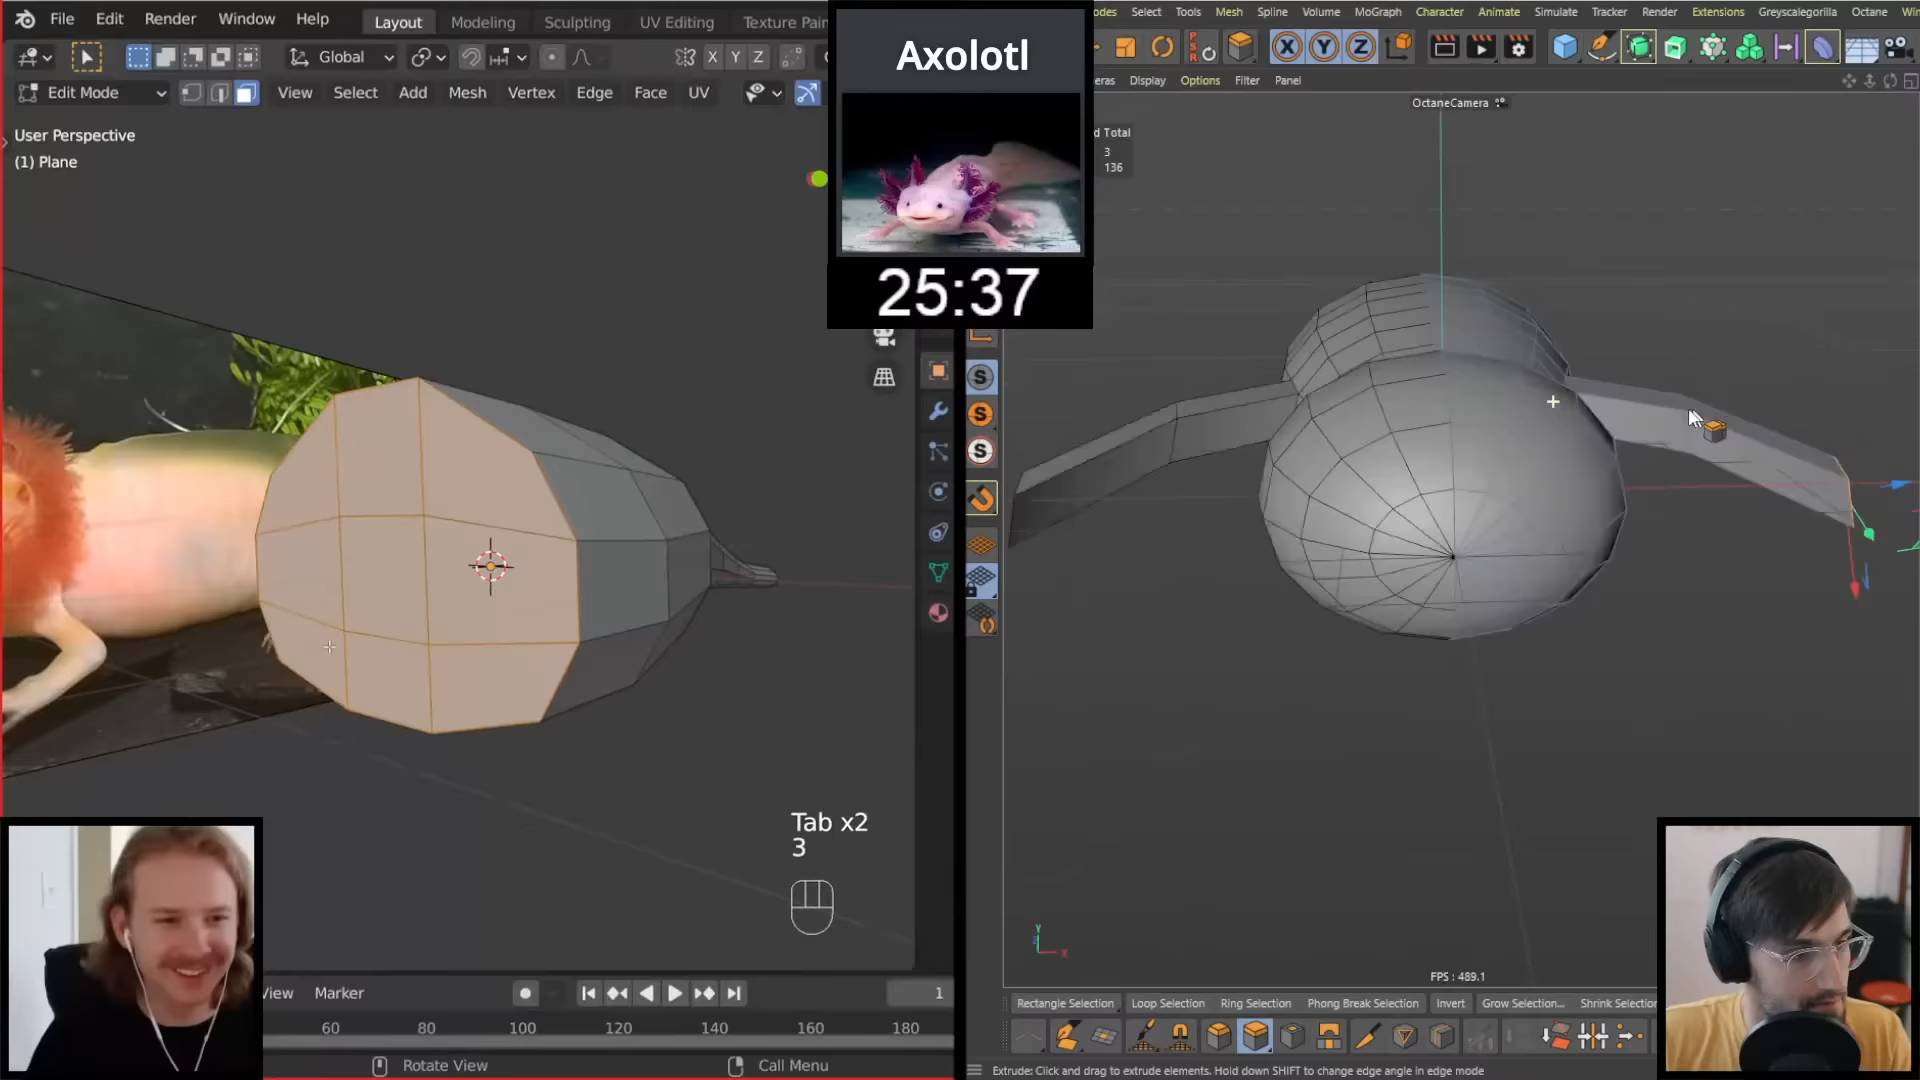 File Edit Render Window Help Layout Modeling Sculpting UV Editing Texture Pain
Global X Y Z
Edit Mode View Select Add Mesh Vertex Edge Face UV
User Perspective
(1) Plane
Tab x2
3
View Marker 1
60 80 100 120 140 160 180
Rotate View Call Menu
Axolotl
25:37
odes Select Tools Mesh Spline Volume MoGraph Character Animate Simulate Tracker Render Extensions Greyscalegorilla Octane Win
PSR X Y Z
eras Display Options Filter Panel
OctaneCamera
d Total
3
136
S
S
S
Y
X
FPS : 489.1
Rectangle Selection Loop Selection Ring Selection Phong Break Selection Invert Grow Selection... Shrink Selection
Extrude: Click and drag to extrude elements. Hold down SHIFT to change edge angle in edge mode